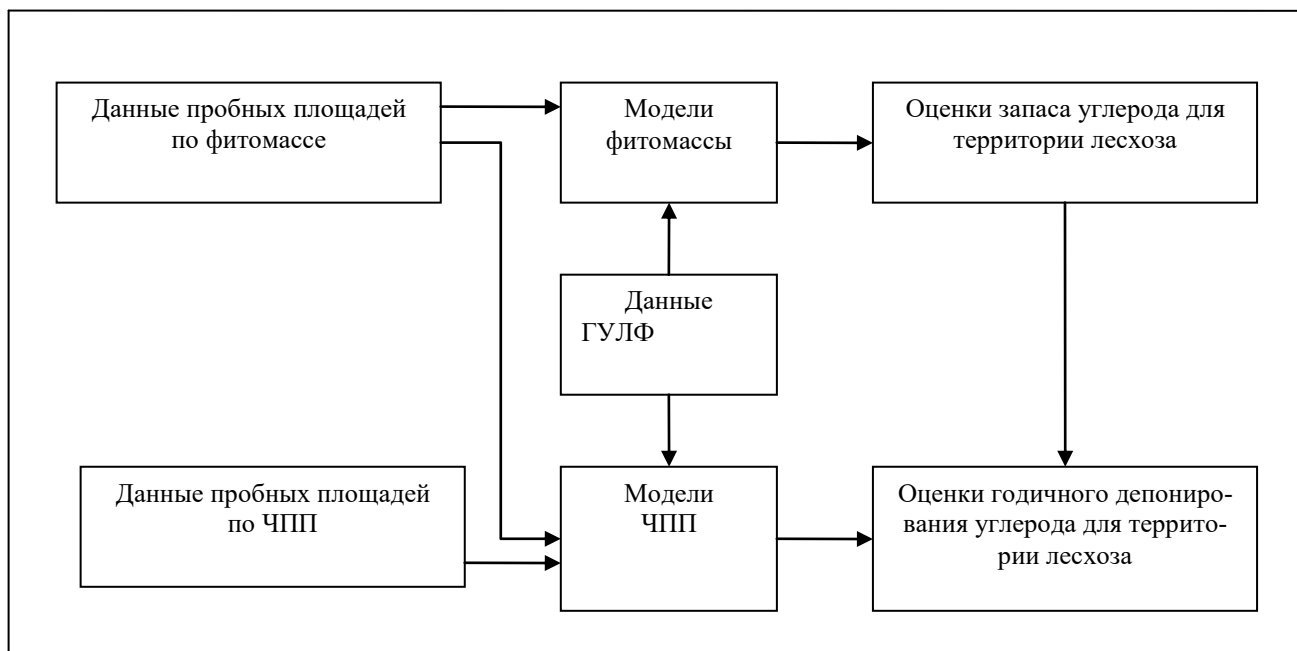 Данные пробных площадей
по фитомассе
Модели
фитомассы
Оценки запаса углерода для
территории лесхоза
Данные
ГУЛФ
Данные пробных площадей
по ЧПП
Модели
ЧПП
Оценки годичного депониро-
вания углерода для террито-
рии лесхоза